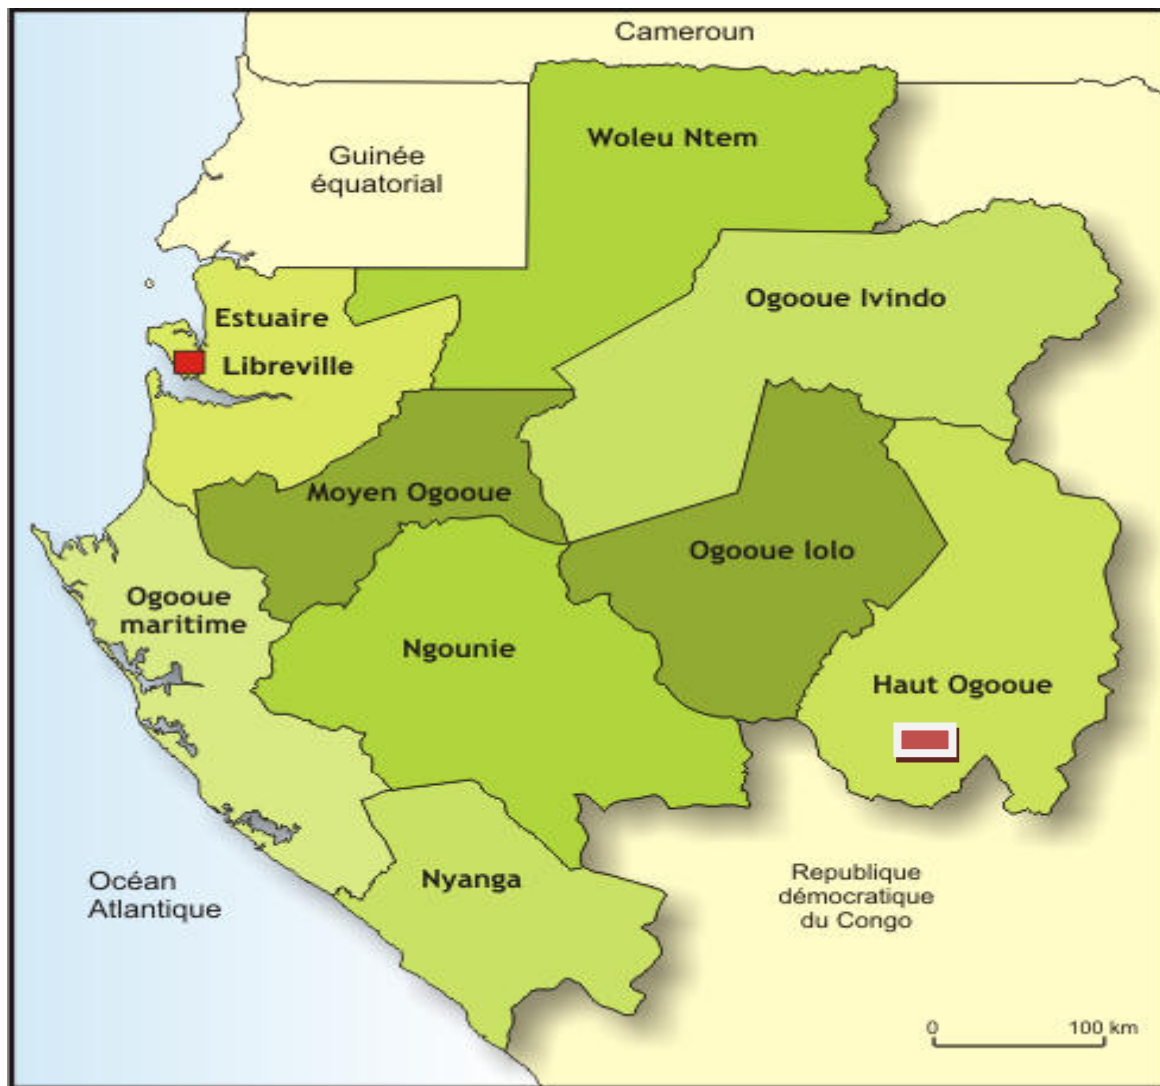 Cameroun
Woleu Ntem
Guinée
équatorial
Ogooue Ivindo
Estuaire
Libreville
Moyen Ogooue
Ogooue lolo
Ogooue
maritime
Ngounie
Haut Ogooue
Nyanga
Océan
Atlantique
Republique
démocratique
du Congo
0 100 km